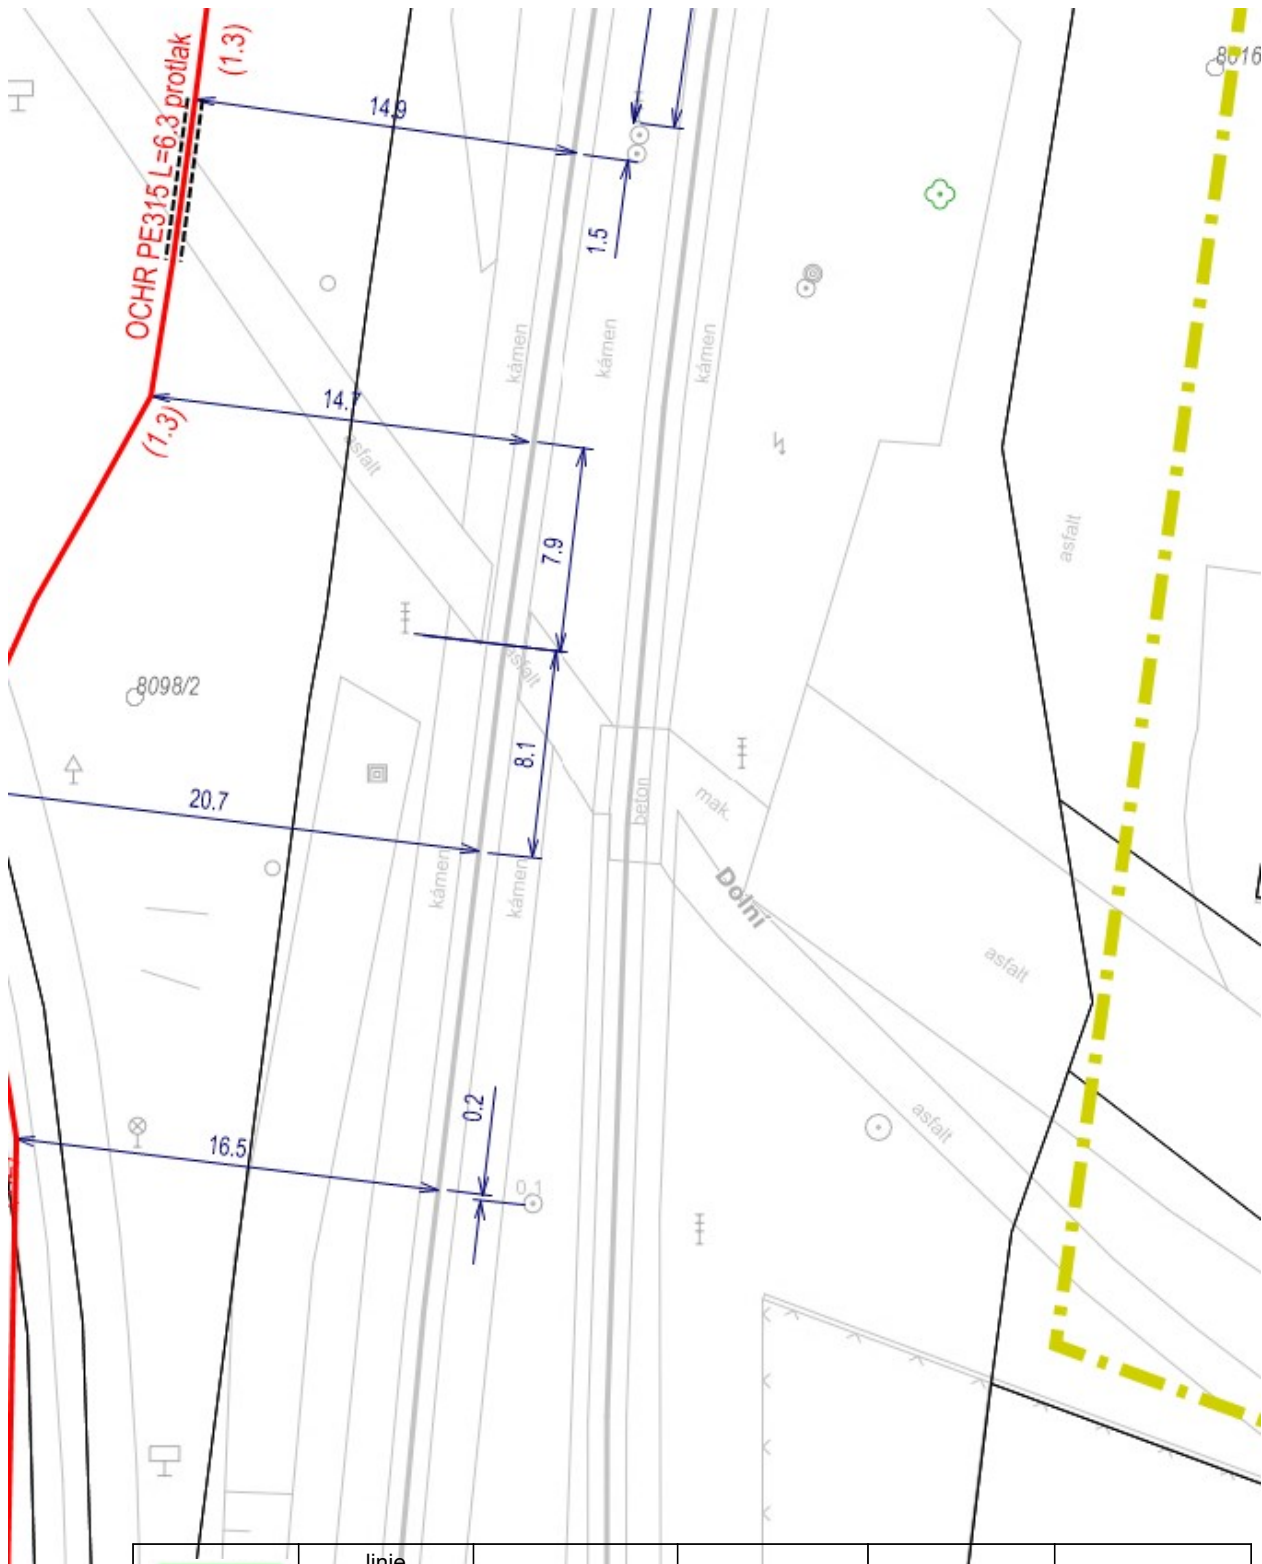 OCHR PE315 L=6.3 protlak
(1.3)
14.9
8016
1.5
kámen
kámen
kámen
14.7
(1.3)
asfalt
7.9
asfalt
asfalt
8098/2
8.1
20.7
beton
mak.
kámen
kámen
Dolní
asfalt
0.2
asfalt
16.5
0.1
linie